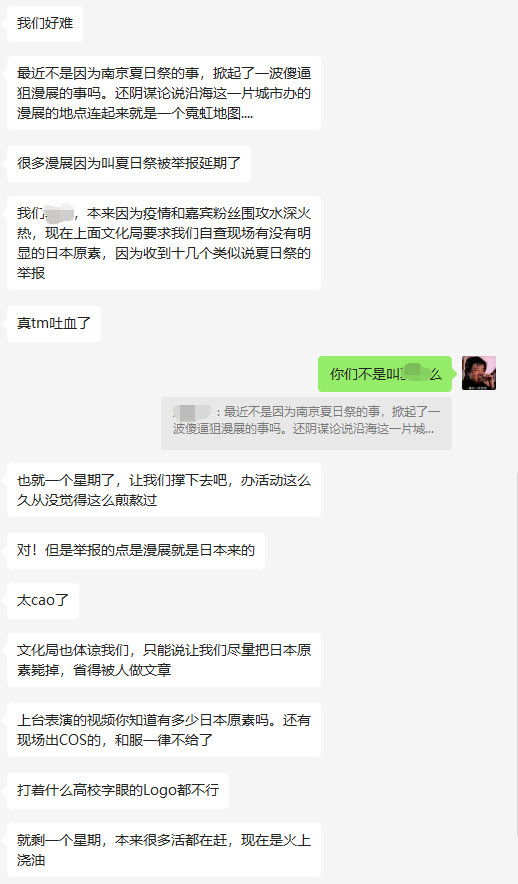 我们好难
最近不是因为南京夏日祭的事，掀起了一波傻逼
狙漫展的事吗。还阴谋论说沿海这一片城市办的
漫展的地点连起来就是一个霓虹地图....
很多漫展因为叫夏日祭被举报延期了
我们，本来因为疫情和嘉宾粉丝围攻水深火
热，现在上面文化局要求我们自查现场有没有明
显的日本原素，因为收到十几个类似说夏日祭的
举报
真tm吐血了
你们不是叫么
：最近不是因为南京夏日祭的事，掀起了一
波傻逼狙漫展的事吗。还阴谋论说沿海这一片城...
也就一个星期了，让我们撑下去吧，办活动这么
久从没觉得这么煎熬过
对！但是举报的点是漫展就是日本来的
太cao了
文化局也体谅我们，只能说让我们尽量把日本原
素毙掉，省得被人做文章
上台表演的视频你知道有多少日本原素吗。还有
现场出COS的，和服一律不给了
打着什么高校字眼的Logo都不行
就剩一个星期，本来很多活都在赶，现在是火上
浇油